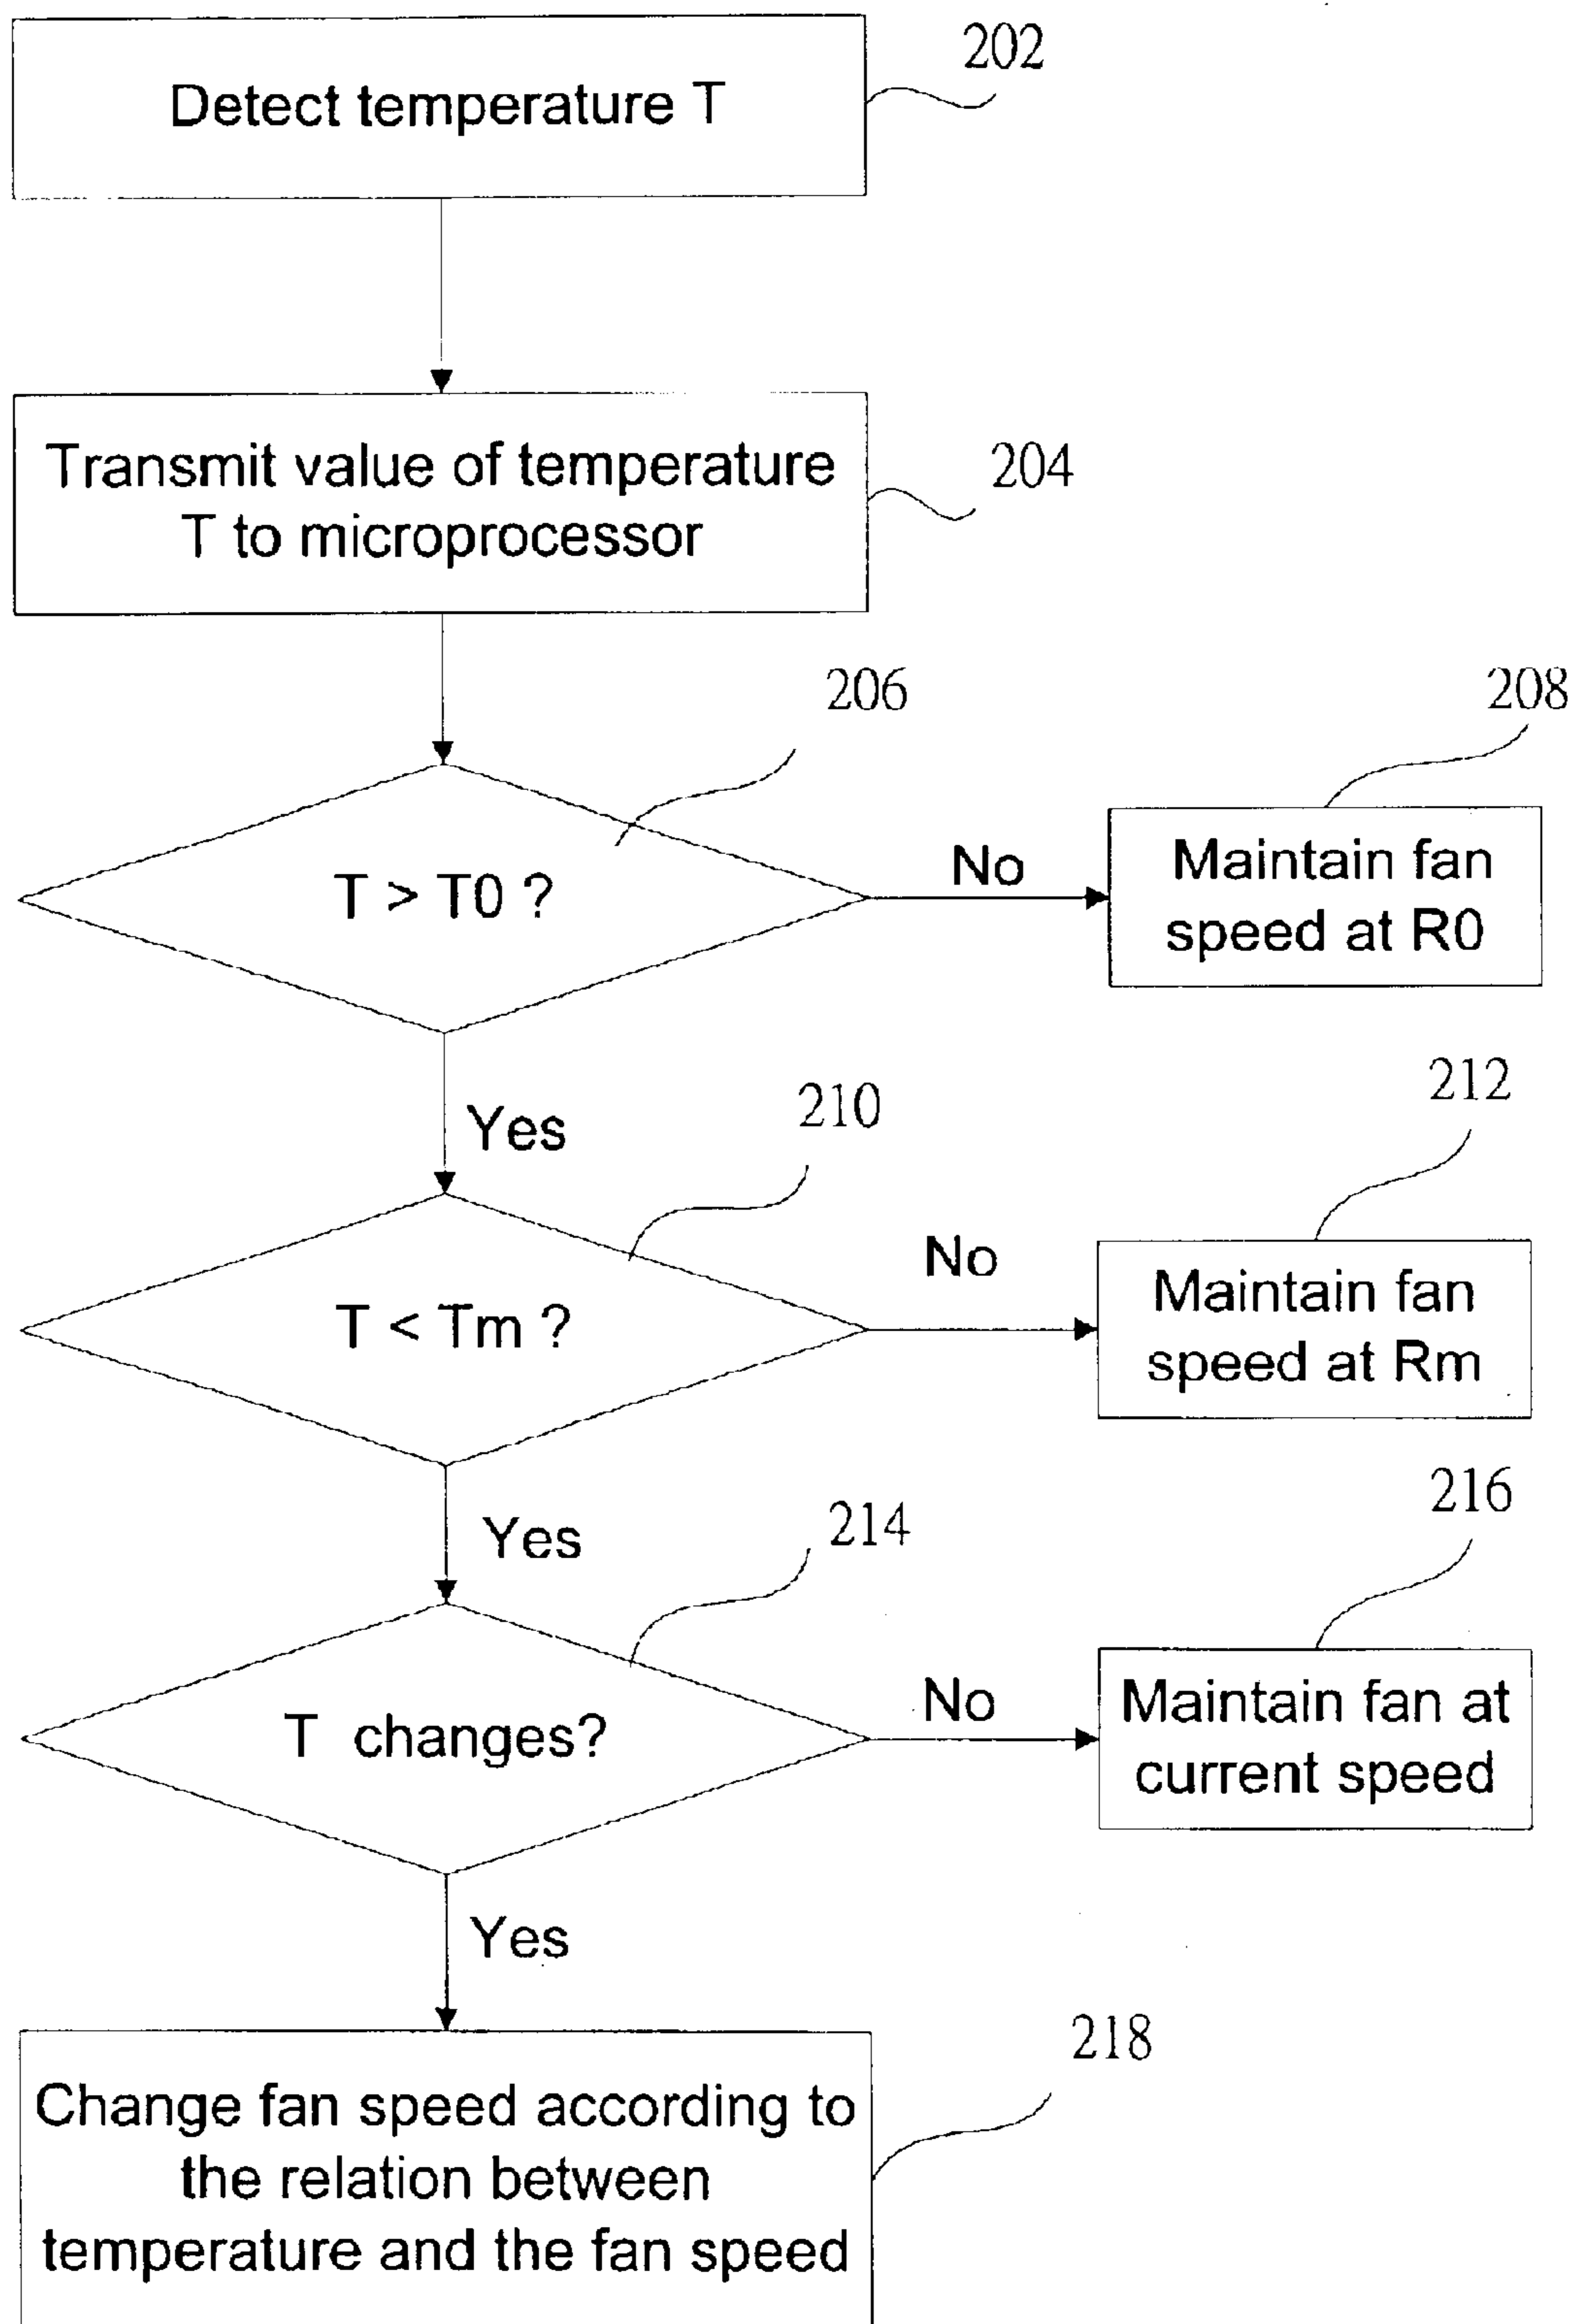 202
Detect temperature T
204
Transmit value of temperature
T to microprocessor
206
208
T > T0 ?
No
Maintain fan
speed at R0
Yes
210
212
T < Tm ?
No
Maintain fan
speed at Rm
Yes
214
216
T changes?
No
Maintain fan at
current speed
Yes
218
Change fan speed according to
the relation between
temperature and the fan speed